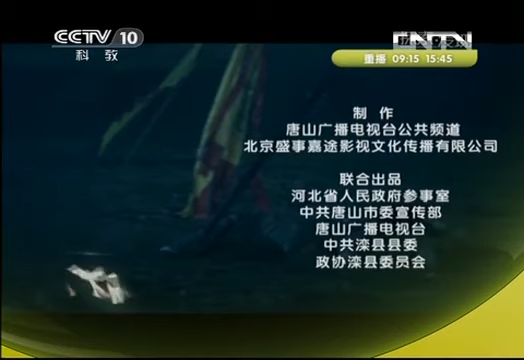 CCTV 10
科教
CNTV
重播 09:15 15:45
制作
唐山广播电视台公共频道
北京盛事嘉途影视文化传播有限公司
联合出品
河北省人民政府参事室
中共唐山市委宣传部
唐山广播电视台
中共滦县县委
政协滦县委员会